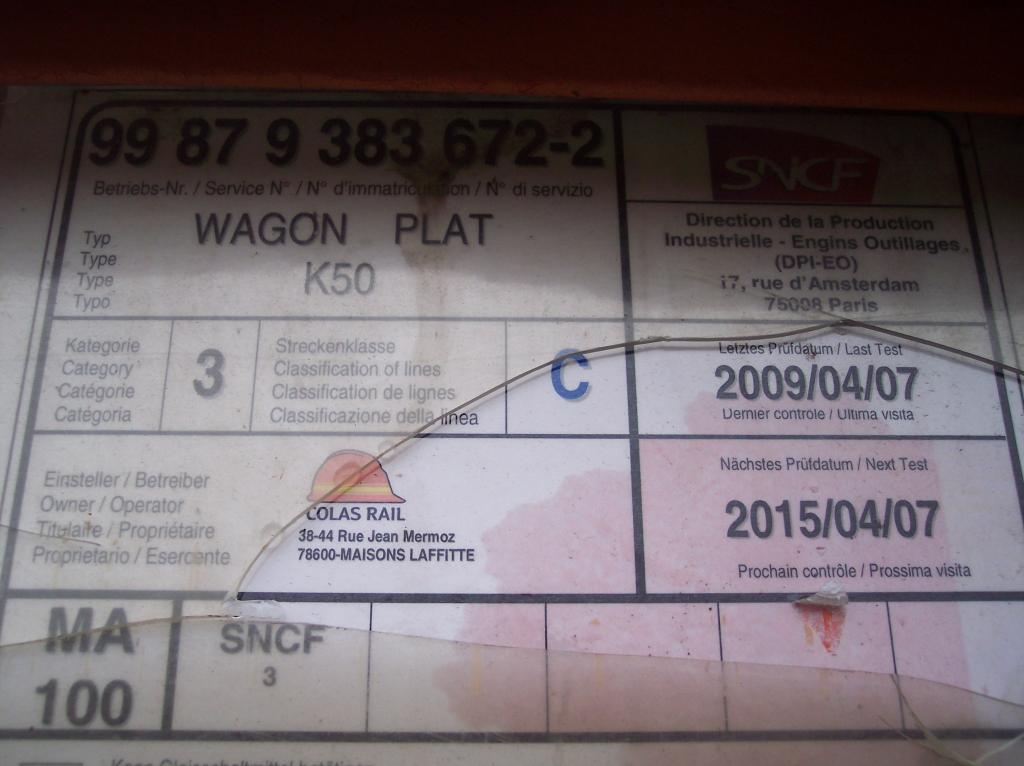 99 87 9 383 672-2
Betriebs-Nr. / Service N° / N° d'immatriculation / N° di servizio
Typ
Type
Type
Typo
WAGON PLAT
K50
SNCF
Direction de la Production
Industrielle - Engins Outillages
(DPI-EO)
17, rue d'Amsterdam
75008 Paris
Kategorie
Category
Catégorie
Catégoria
3
Streckenklasse
Classification of lines
Classification de lignes
Classificazione della linea
C
Letztes Prüfdatum / Last Test
2009/04/07
Dernier contrôle / Ultima visita
Einsteller / Betreiber
Owner / Operator
Titulaire / Propriétaire
Proprietario / Esercente
COLAS RAIL
38-44 Rue Jean Mermoz
78600-MAISONS LAFFITTE
Nächstes Prüfdatum / Next Test
2015/04/07
Prochain contrôle / Prossima visita
MA
100
SNCF
3